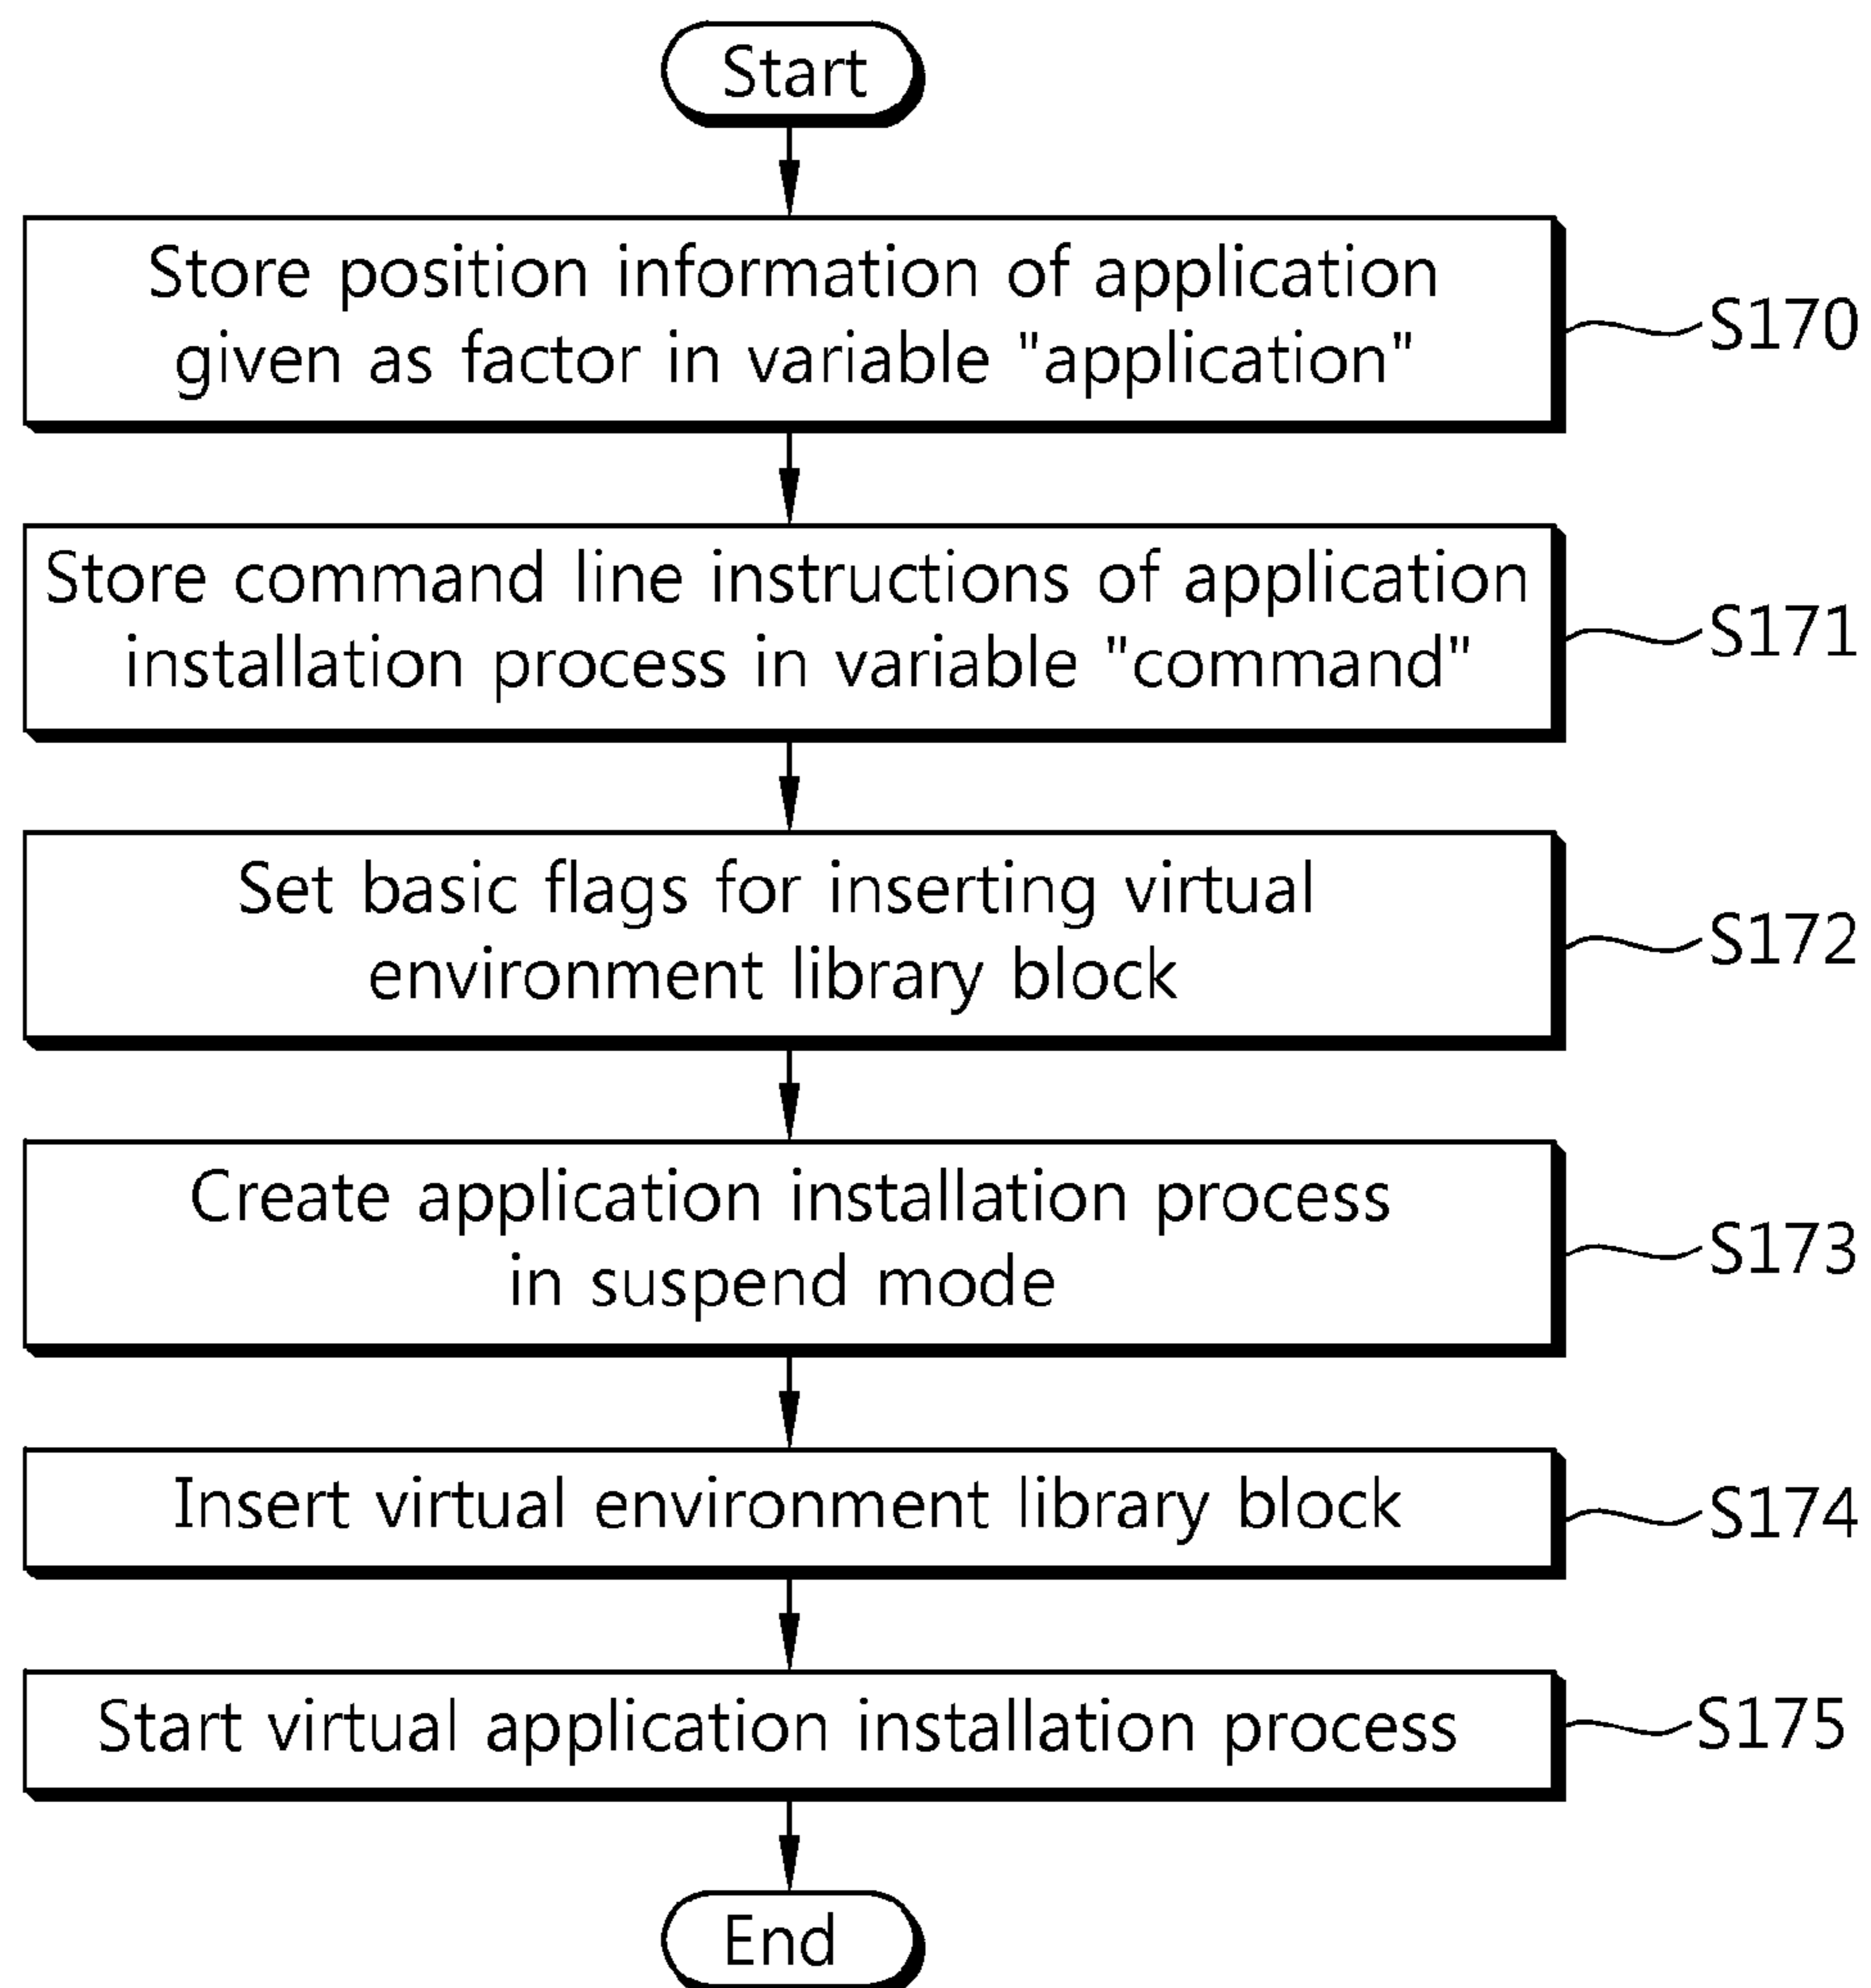 Start
Store position information of application
given as factor in variable "application"
S170
Store command line instructions of application
installation process in variable "command"
S171
Set basic flags for inserting virtual
environment library block
S172
Create application installation process
in suspend mode
S173
Insert virtual environment library block
S174
Start virtual application installation process
S175
End